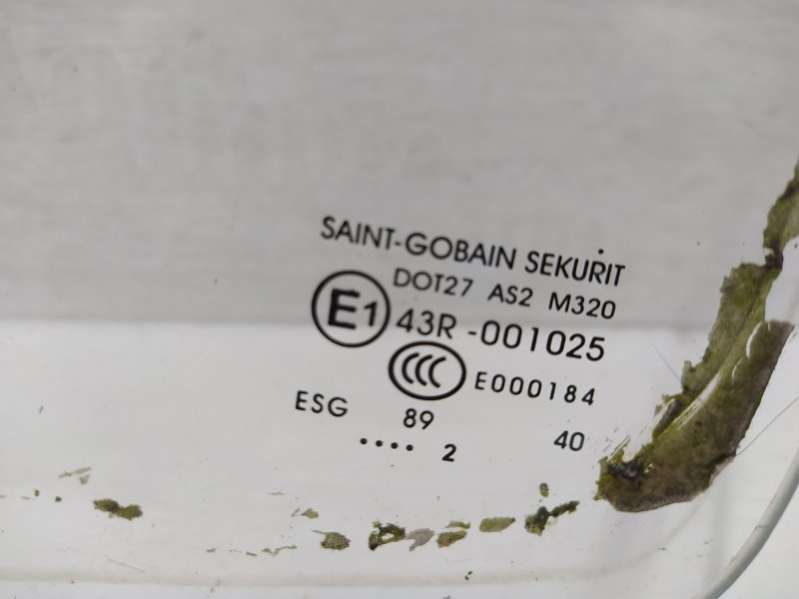 SAINT-GOBAIN SEKURIT
DOT27 AS2 M320
E1 43R -001025
CCC E000184
ESG 89
.... 2 40